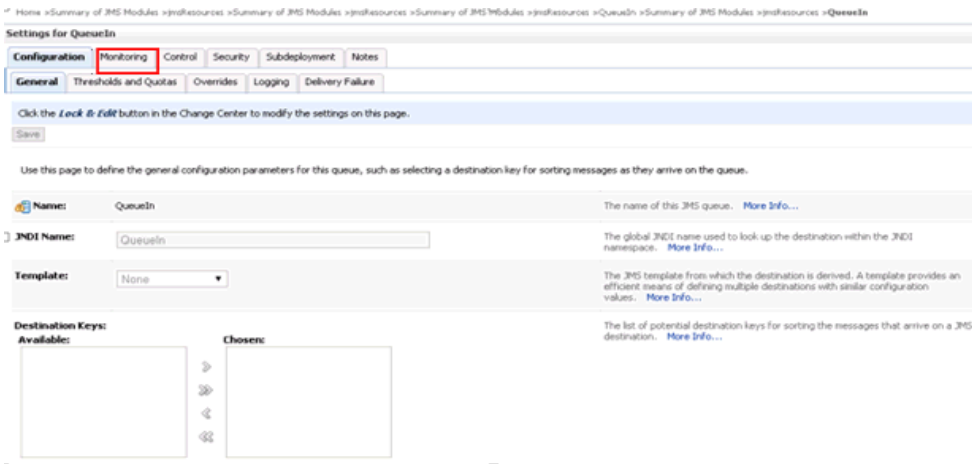 Home »Summary of JMS Modules »jmsResources »Summary of JMS Modules »jmsResources »Summary of JMS Modules »jmsResources »QueueIn »Summary of JMS Modules »jmsResources »QueueIn
Settings for QueueIn
Configuration Monitoring Control Security Subdeployment Notes
General Thresholds and Quotas Overrides Logging Delivery Failure
Click the Lock & Edit button in the Change Center to modify the settings on this page.
Save
Use this page to define the general configuration parameters for this queue, such as selecting a destination key for sorting messages as they arrive on the queue.
Name: QueueIn The name of this JMS queue. More Info...
JNDI Name: QueueIn The global JNDI name used to look up the destination within the JNDI
namespace. More Info...
Template: None The JMS template from which the destination is derived. A template provides an
efficient means of defining multiple destinations with similar configuration
values. More Info...
Destination Keys: The list of potential destination keys for sorting the messages that arrive on a JMS
destination. More Info...
Available: Chosen: